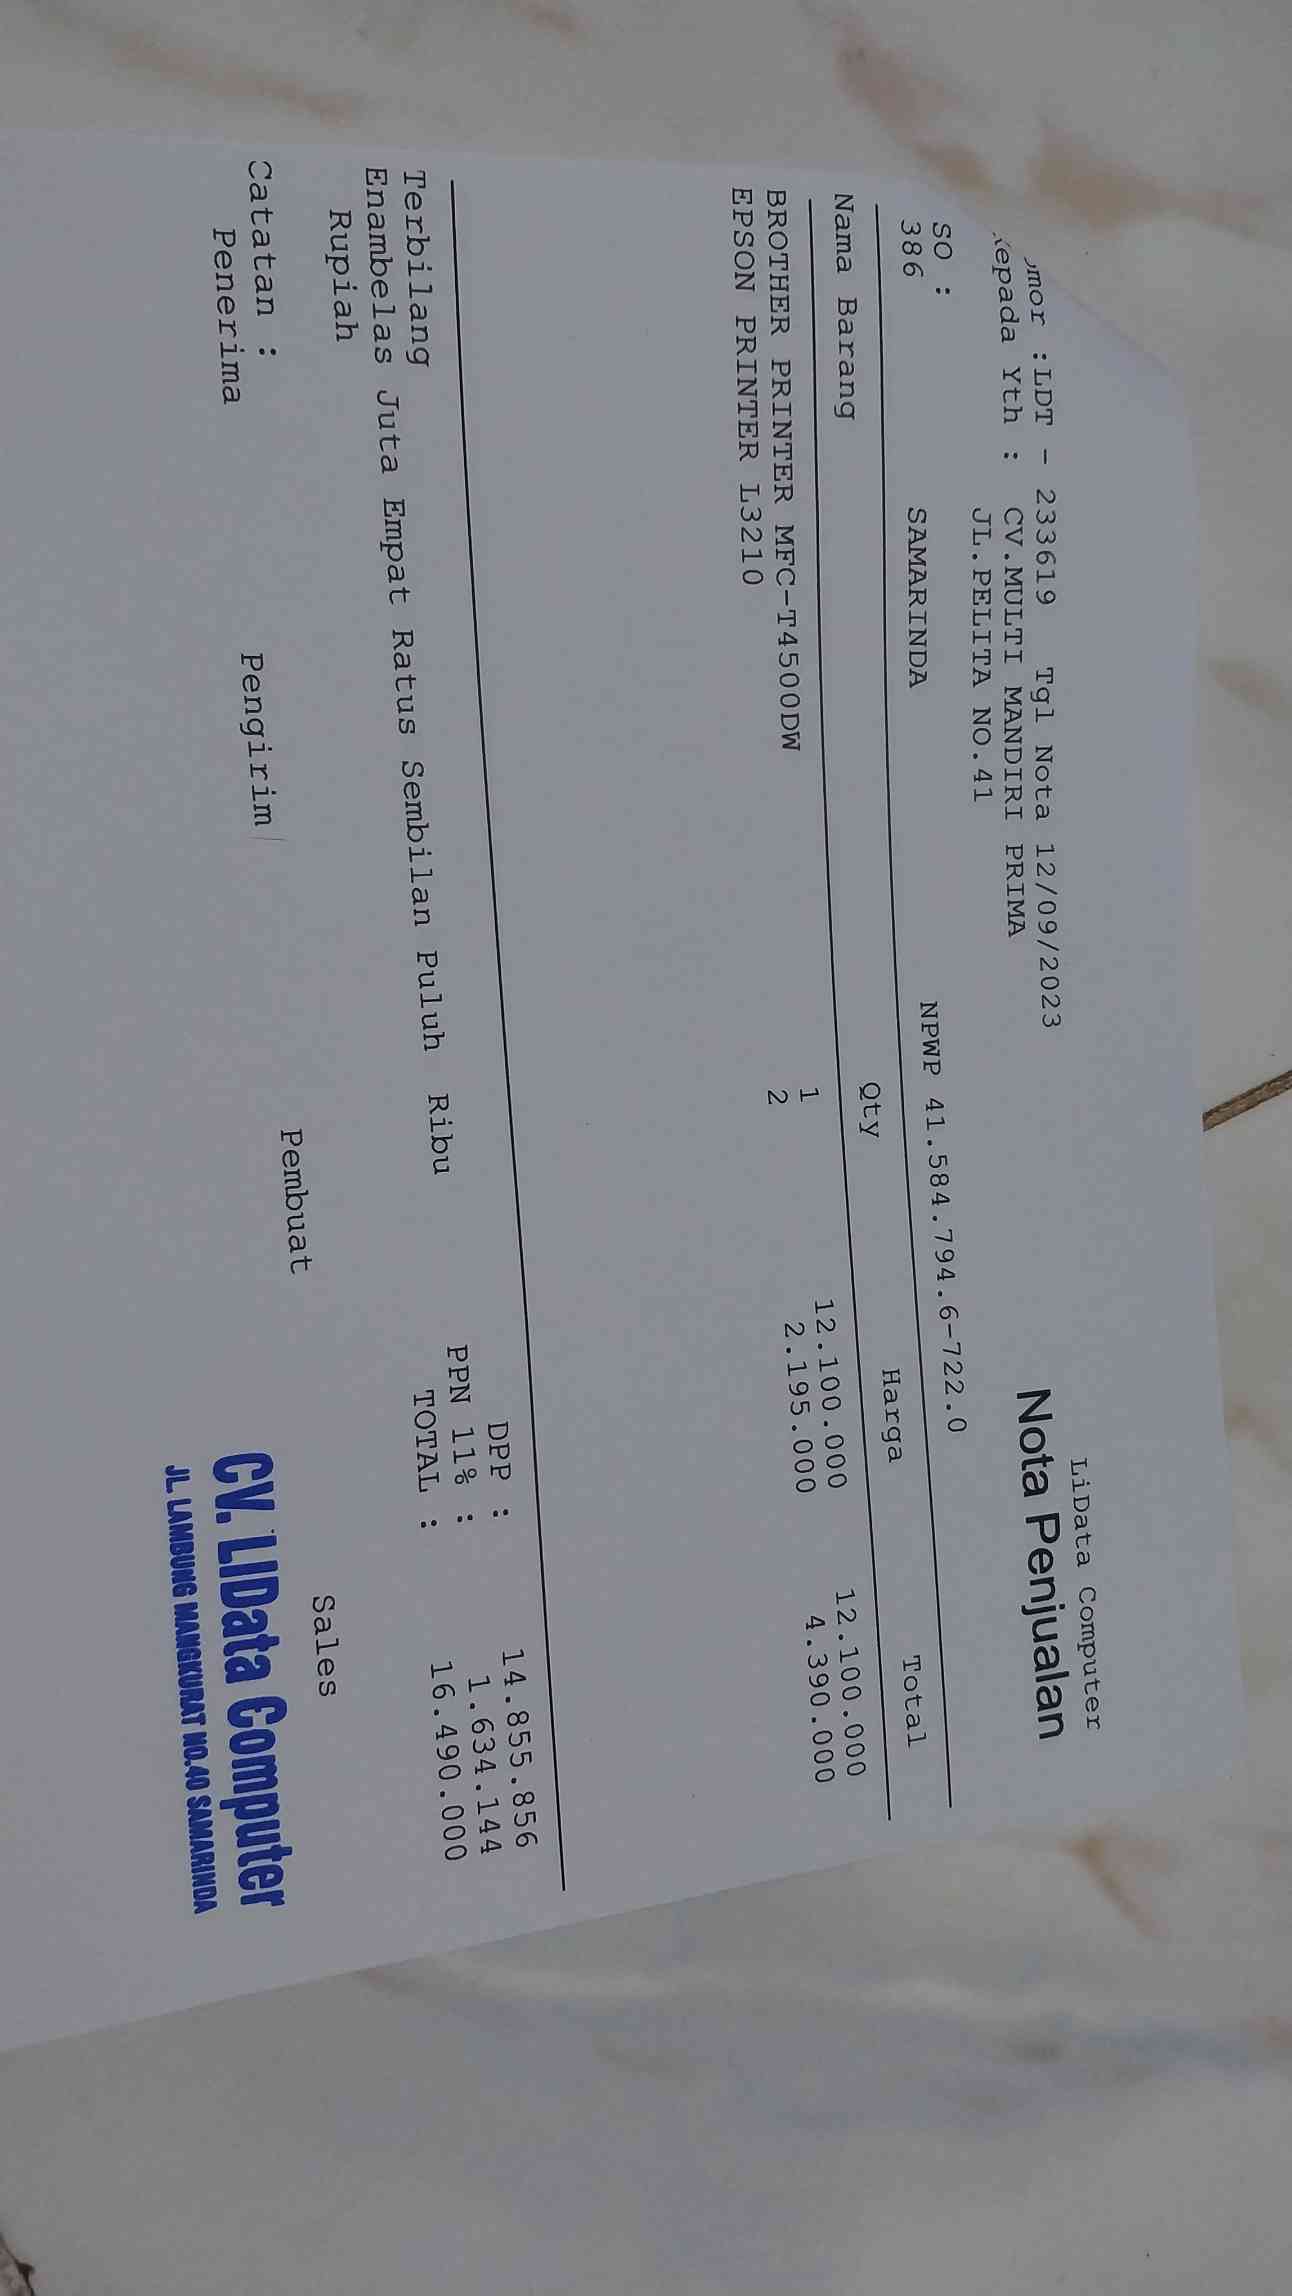 LiData Computer
Nota Penjualan
omor :LDT - 233619 Tgl Nota 12/09/2023
Kepada Yth : CV.MULTI MANDIRI PRIMA
JL.PELITA NO.41
SO :
386 SAMARINDA NPWP 41.584.794.6-722.0
Nama Barang Qty Harga Total
BROTHER PRINTER MFC-T4500DW 1 12.100.000 12.100.000
EPSON PRINTER L3210 2 2.195.000 4.390.000
DPP : 14.855.856
PPN 11% : 1.634.144
TOTAL : 16.490.000
Terbilang
Enambelas Juta Empat Ratus Sembilan Puluh Ribu
Rupiah
Catatan :
Penerima Pengirim Pembuat Sales
CV. LIData Computer
JL. LAMBUNG MANGKURAT NO.40 SAMARINDA